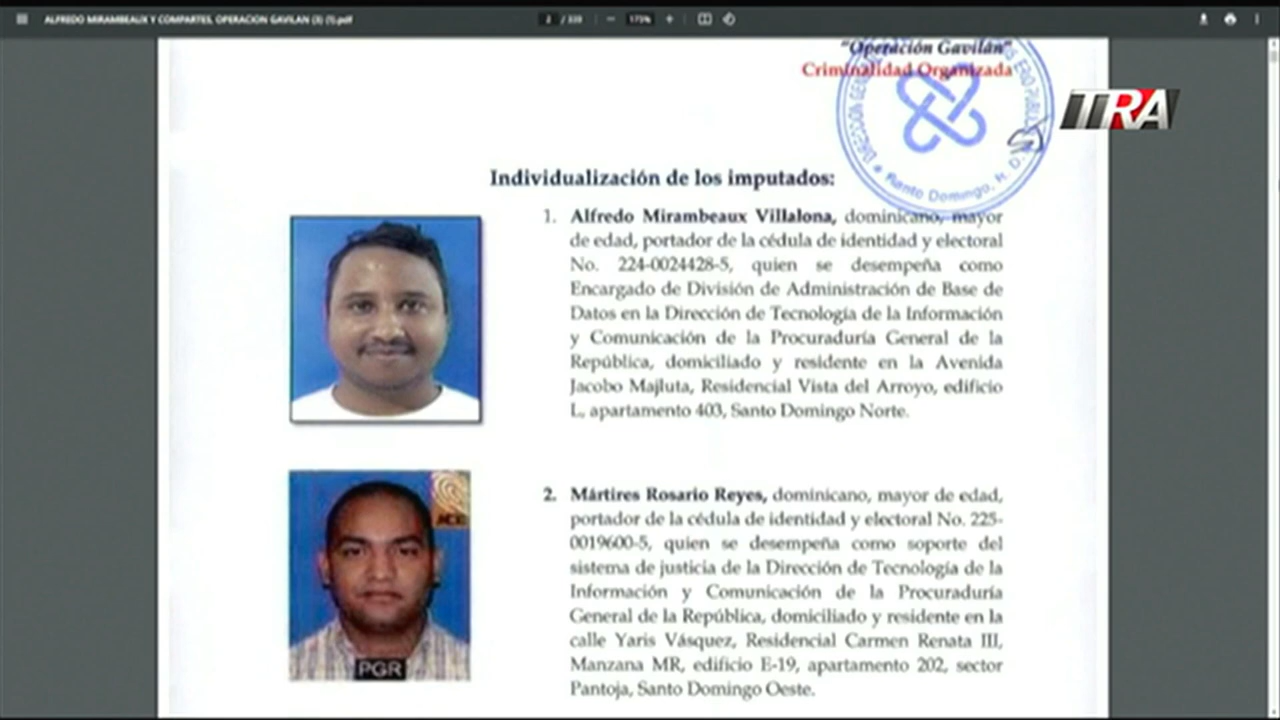 ALFREDO MIRAMBEAUX Y COMPARTES, OPERACION GAVILAN (3) (1).pdf
2 / 339
175%
"Operación Gavilán"
Criminalidad Organizada
TRA
Santo Domingo, R. D.
Individualización de los imputados:
1. Alfredo Mirambeaux Villalona, dominicano, mayor
de edad, portador de la cédula de identidad y electoral
No. 224-0024428-5, quien se desempeña como
Encargado de División de Administración de Base de
Datos en la Dirección de Tecnología de la Información
y Comunicación de la Procuraduría General de la
República, domiciliado y residente en la Avenida
Jacobo Majluta, Residencial Vista del Arroyo, edificio
L, apartamento 403, Santo Domingo Norte.
2. Mártires Rosario Reyes, dominicano, mayor de edad,
portador de la cédula de identidad y electoral No. 225-
0019600-5, quien se desempeña como soporte del
sistema de justicia de la Dirección de Tecnología de la
Información y Comunicación de la Procuraduría
General de la República, domiciliado y residente en la
calle Yaris Vásquez, Residencial Carmen Renata III,
Manzana MR, edificio E-19, apartamento 202, sector
Pantoja, Santo Domingo Oeste.
JCE
PGR